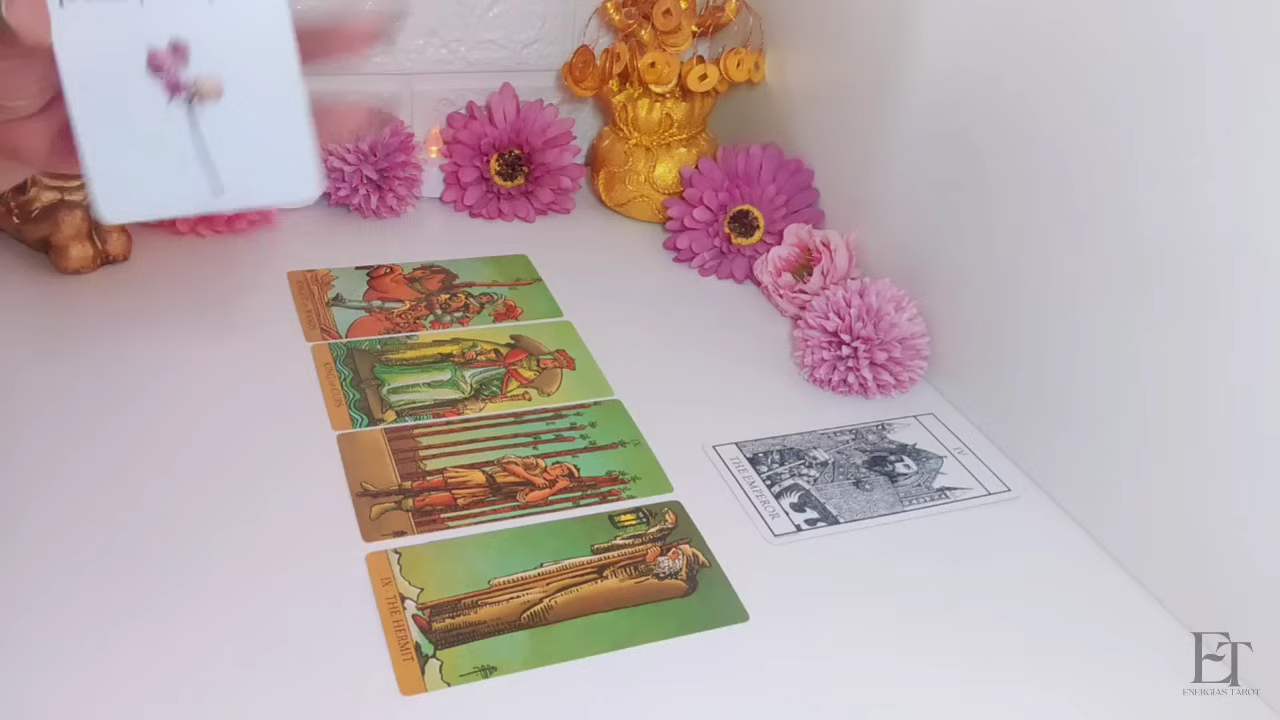 KING OF CUPS
IX · THE HERMIT
IV
THE EMPEROR
ET
ENERGIAS TAROT